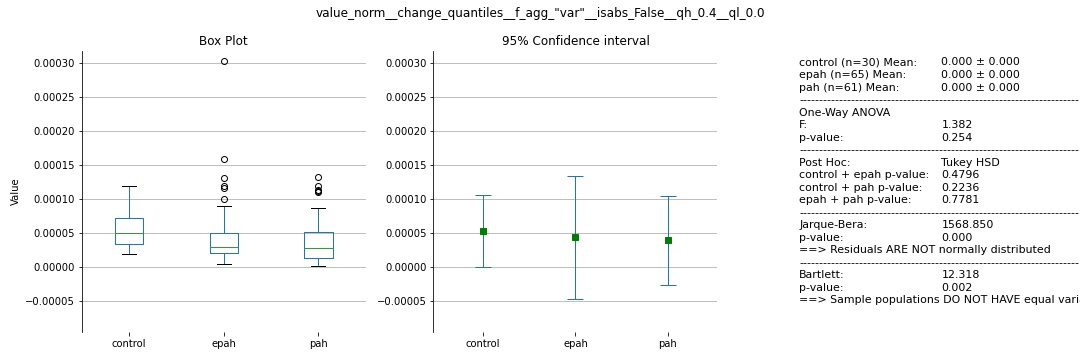 value_norm__change_quantiles__f_agg_"var"__isabs_False__qh_0.4__ql_0.0
Box Plot
Value
0.00030
0.00025
0.00020
0.00015
0.00010
0.00005
0.00000
−0.00005
control epah pah
95% Confidence interval
0.00030
0.00025
0.00020
0.00015
0.00010
0.00005
0.00000
−0.00005
control epah pah
control (n=30) Mean: 0.000 ± 0.000
epah (n=65) Mean: 0.000 ± 0.000
pah (n=61) Mean: 0.000 ± 0.000
One-Way ANOVA
F: 1.382
p-value: 0.254
Post Hoc: Tukey HSD
control + epah p-value: 0.4796
control + pah p-value: 0.2236
epah + pah p-value: 0.7781
Jarque-Bera: 1568.850
p-value: 0.000
==> Residuals ARE NOT normally distributed
Bartlett: 12.318
p-value: 0.002
==> Sample populations DO NOT HAVE equal vari